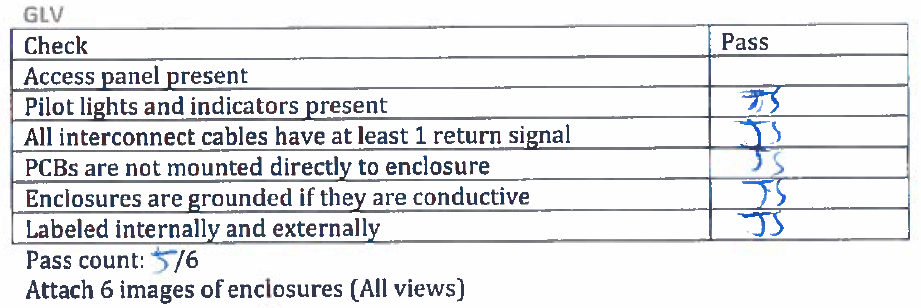 GLV
Check Pass
Access panel present
Pilot lights and indicators present JS
All interconnect cables have at least 1 return signal JS
PCBs are not mounted directly to enclosure JS
Enclosures are grounded if they are conductive JS
Labeled internally and externally JS
Pass count: 5/6
Attach 6 images of enclosures (All views)